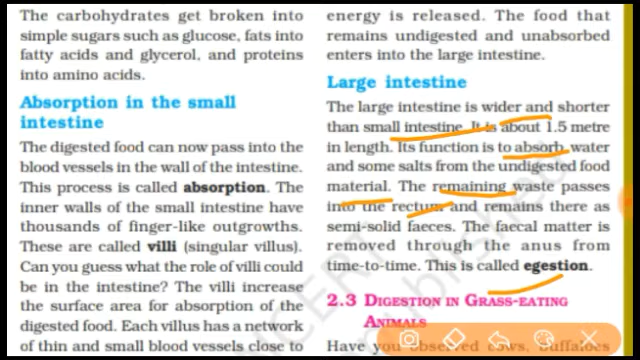 The carbohydrates get broken into
simple sugars such as glucose, fats into
fatty acids and glycerol, and proteins
into amino acids.
Absorption in the small
intestine
The digested food can now pass into the
blood vessels in the wall of the intestine.
This process is called absorption. The
inner walls of the small intestine have
thousands of finger-like outgrowths.
These are called villi (singular villus).
Can you guess what the role of villi could
be in the intestine? The villi increase
the surface area for absorption of the
digested food. Each villus has a network
of thin and small blood vessels close to
energy is released. The food that
remains undigested and unabsorbed
enters into the large intestine.
Large intestine
The large intestine is wider and shorter
than small intestine. It is about 1.5 metre
in length. Its function is to absorb water
and some salts from the undigested food
material. The remaining waste passes
into the rectum and remains there as
semi-solid faeces. The faecal matter is
removed through the anus from
time-to-time. This is called egestion.
2.3 DIGESTION IN GRASS-EATING
ANIMALS
Have you observed cows, buffaloes